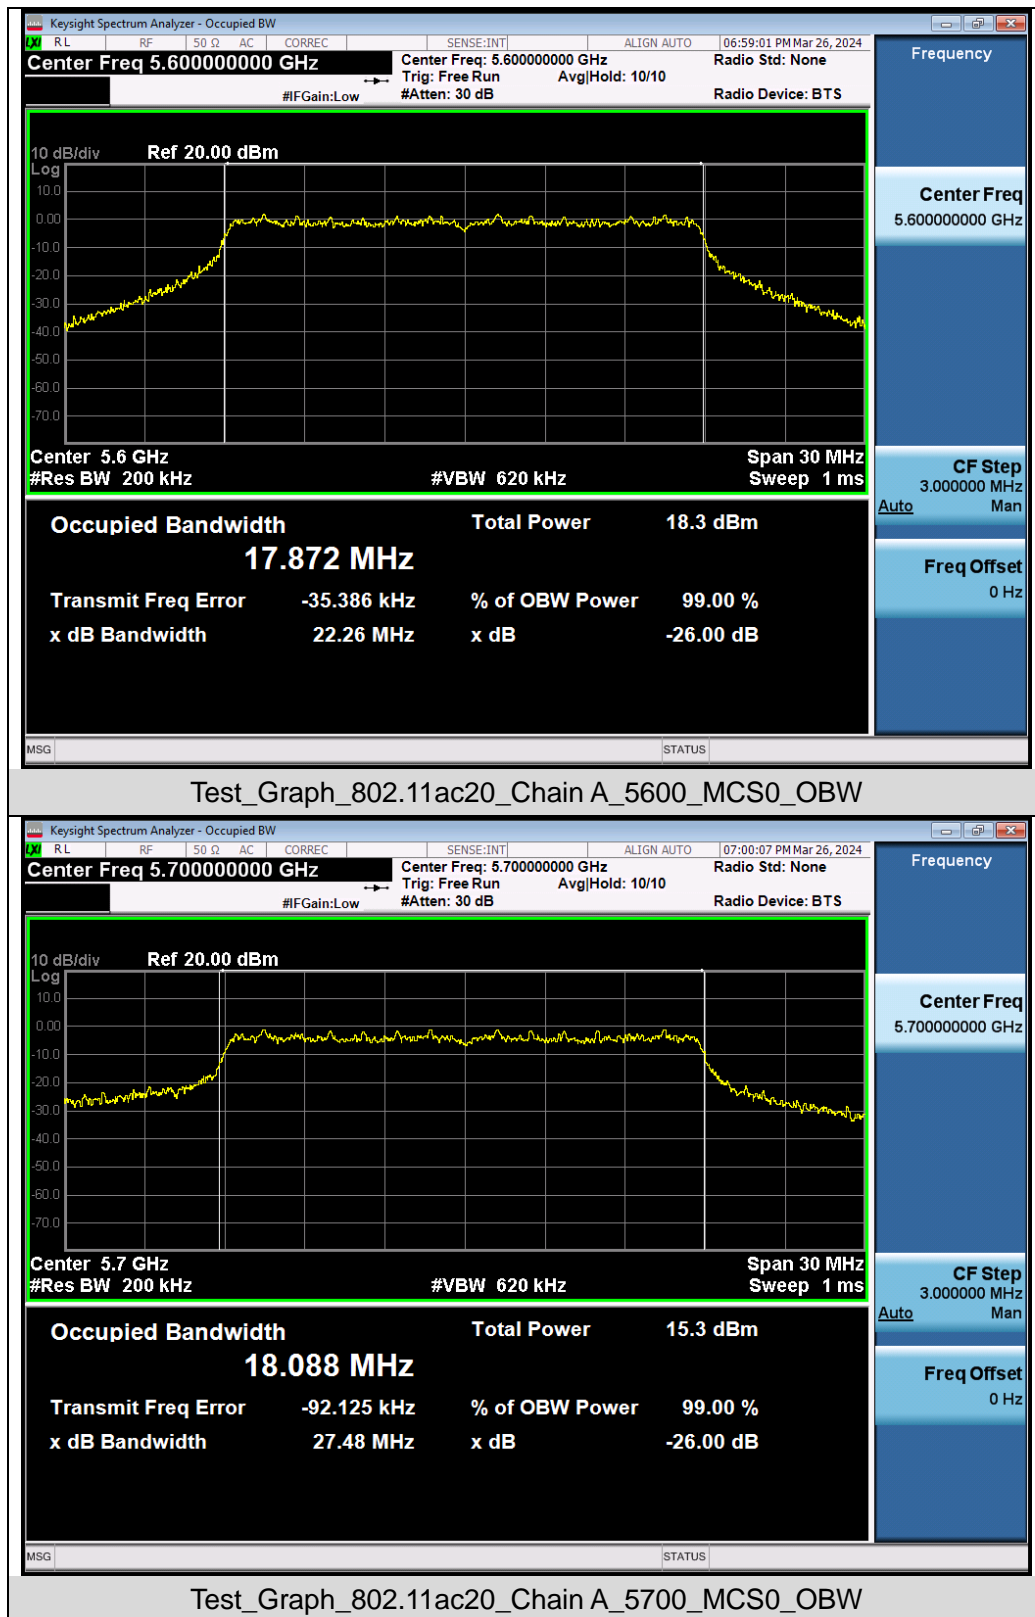 Keysight Spectrum Analyzer - Occupied BW
LXI RL RF 50 Ω AC CORREC SENSE:INT ALIGN AUTO 06:59:01 PM Mar 26, 2024
Center Freq 5.600000000 GHz
Center Freq: 5.600000000 GHz
Radio Std: None
Trig: Free Run Avg|Hold: 10/10
#IFGain:Low
#Atten: 30 dB
Radio Device: BTS
Frequency
10 dB/div Ref 20.00 dBm
Log
10.0
0.00
-10.0
-20.0
-30.0
-40.0
-50.0
-60.0
-70.0
Center Freq
5.600000000 GHz
Center 5.6 GHz Span 30 MHz
#Res BW 200 kHz #VBW 620 kHz Sweep 1 ms
CF Step
3.000000 MHz
Auto Man
Occupied Bandwidth Total Power 18.3 dBm
17.872 MHz
Transmit Freq Error -35.386 kHz % of OBW Power 99.00 %
x dB Bandwidth 22.26 MHz x dB -26.00 dB
Freq Offset
0 Hz
MSG STATUS
Test_Graph_802.11ac20_Chain A_5600_MCS0_OBW
Keysight Spectrum Analyzer - Occupied BW
LXI RL RF 50 Ω AC CORREC SENSE:INT ALIGN AUTO 07:00:07 PM Mar 26, 2024
Center Freq 5.700000000 GHz
Center Freq: 5.700000000 GHz
Radio Std: None
Trig: Free Run Avg|Hold: 10/10
#IFGain:Low
#Atten: 30 dB
Radio Device: BTS
Frequency
10 dB/div Ref 20.00 dBm
Log
10.0
0.00
-10.0
-20.0
-30.0
-40.0
-50.0
-60.0
-70.0
Center Freq
5.700000000 GHz
Center 5.7 GHz Span 30 MHz
#Res BW 200 kHz #VBW 620 kHz Sweep 1 ms
CF Step
3.000000 MHz
Auto Man
Occupied Bandwidth Total Power 15.3 dBm
18.088 MHz
Transmit Freq Error -92.125 kHz % of OBW Power 99.00 %
x dB Bandwidth 27.48 MHz x dB -26.00 dB
Freq Offset
0 Hz
MSG STATUS
Test_Graph_802.11ac20_Chain A_5700_MCS0_OBW